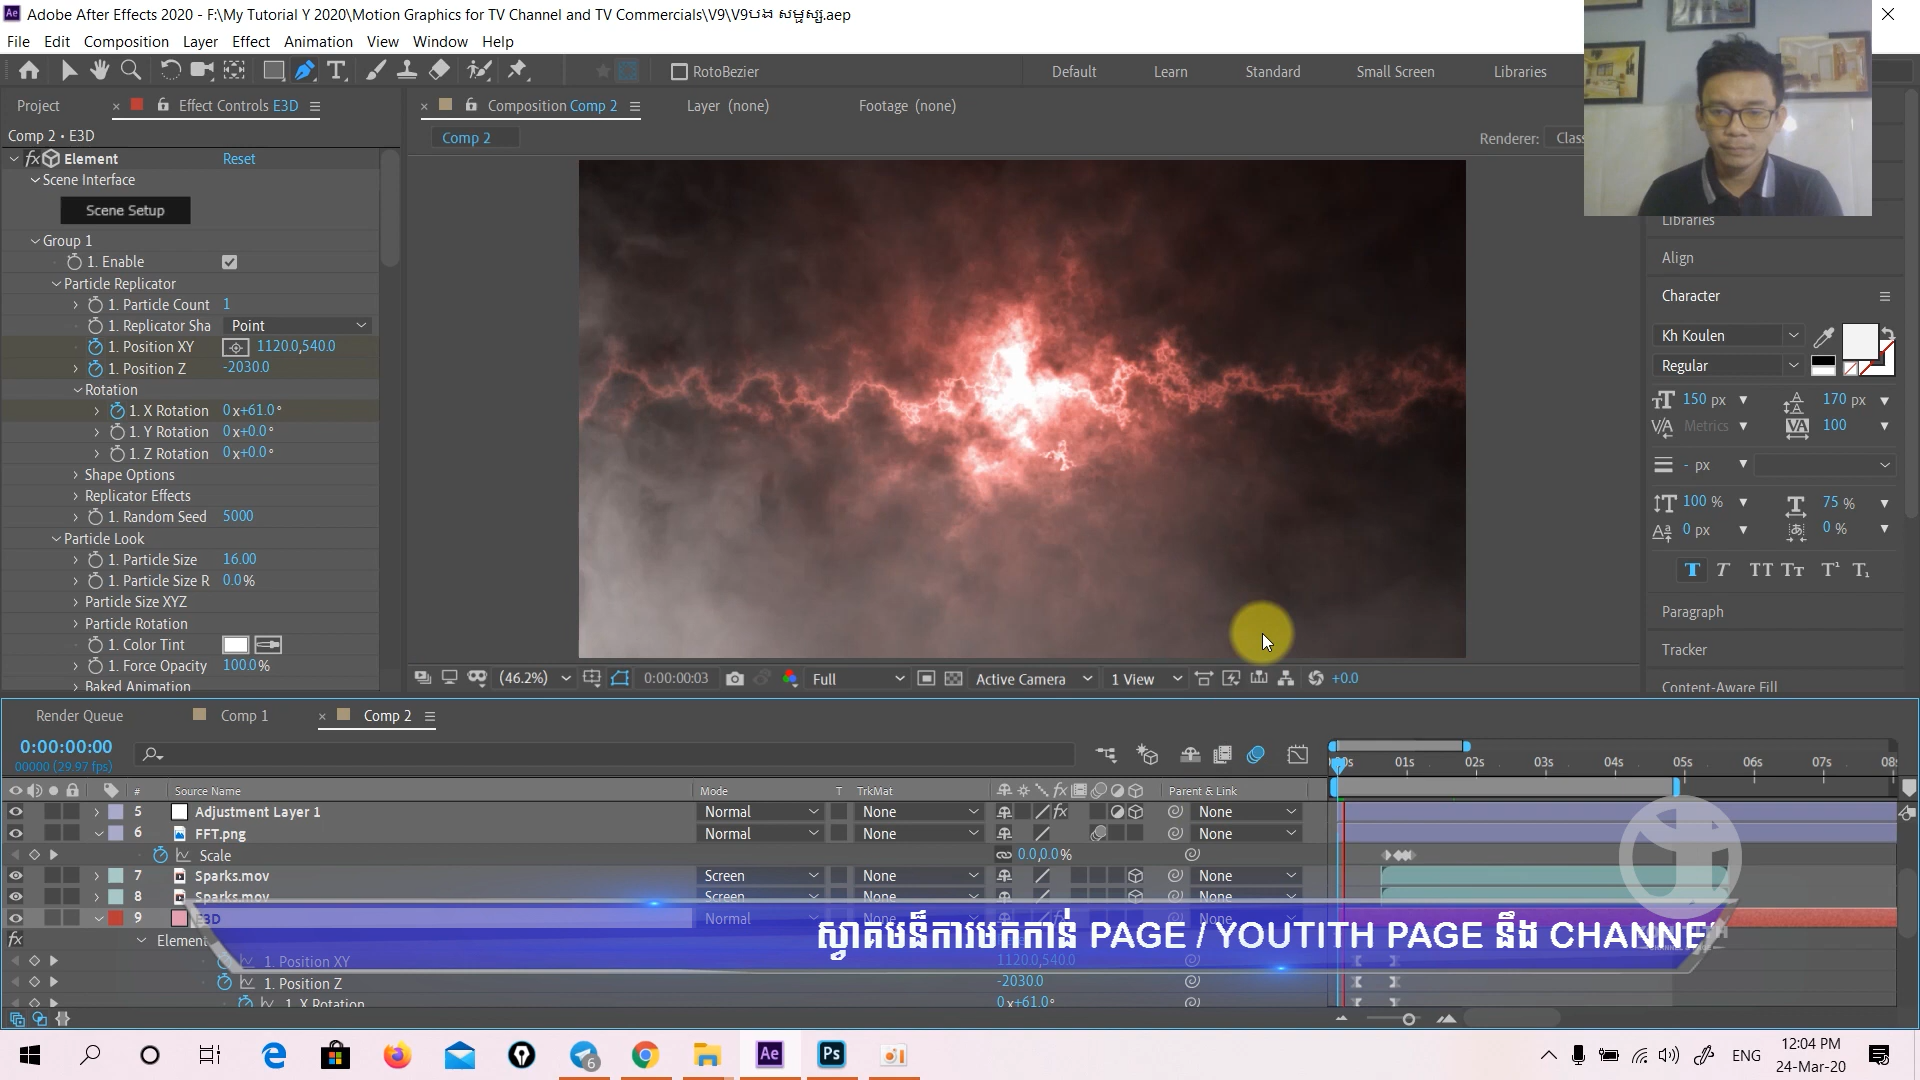 Adobe After Effects 2020 - F:\My Tutorial Y 2020\Motion Graphics for TV Channel and TV Commercials\V9\V9បង សម្ផស្ស.aep
File Edit Composition Layer Effect Animation View Window Help
RotoBezier Default Learn Standard Small Screen Libraries
Project Effect Controls E3D Composition Comp 2 Layer (none) Footage (none)
Comp 2 • E3D
Comp 2 Renderer:
fx Element Reset
Scene Interface
Scene Setup
Group 1
1. Enable
Particle Replicator
1. Particle Count 1
1. Replicator Sha Point
1. Position XY 1120.0,540.0
1. Position Z -2030.0
Rotation
1. X Rotation 0 x+61.0°
1. Y Rotation 0 x+0.0°
1. Z Rotation 0 x+0.0°
Shape Options
Replicator Effects
1. Random Seed 5000
Particle Look
1. Particle Size 16.00
1. Particle Size R 0.0%
Particle Size XYZ
Particle Rotation
1. Color Tint
1. Force Opacity 100.0%
Baked Animation
(46.2%) 0:00:00:03 Full Active Camera 1 View +0.0
Libraries
Align
Character
Kh Koulen
Regular
150 px 170 px
Metrics 100
- px
100 % 75 %
0 px 0 %
T T TT Tt T¹ T₁
Paragraph
Tracker
Content-Aware Fill
Render Queue Comp 1 Comp 2
0:00:00:00
00000 (29.97 fps)
01s 02s 03s 04s 05s 06s 07s 08s
# Source Name Mode T TrkMat Parent & Link
5 Adjustment Layer 1 Normal None None
6 FFT.png Normal None None
Scale 0.0,0.0%
7 Sparks.mov Screen None None
8 Sparks.mov Screen None None
9 E3D Normal None None
Element
ស្វាគមន៍ការមកកាន់ PAGE / YOUTITH PAGE នឹង CHANNE
1. Position XY 1120.0,540.0
1. Position Z -2030.0
1. X Rotation 0 x+61.0°
6
ENG
12:04 PM
24-Mar-20